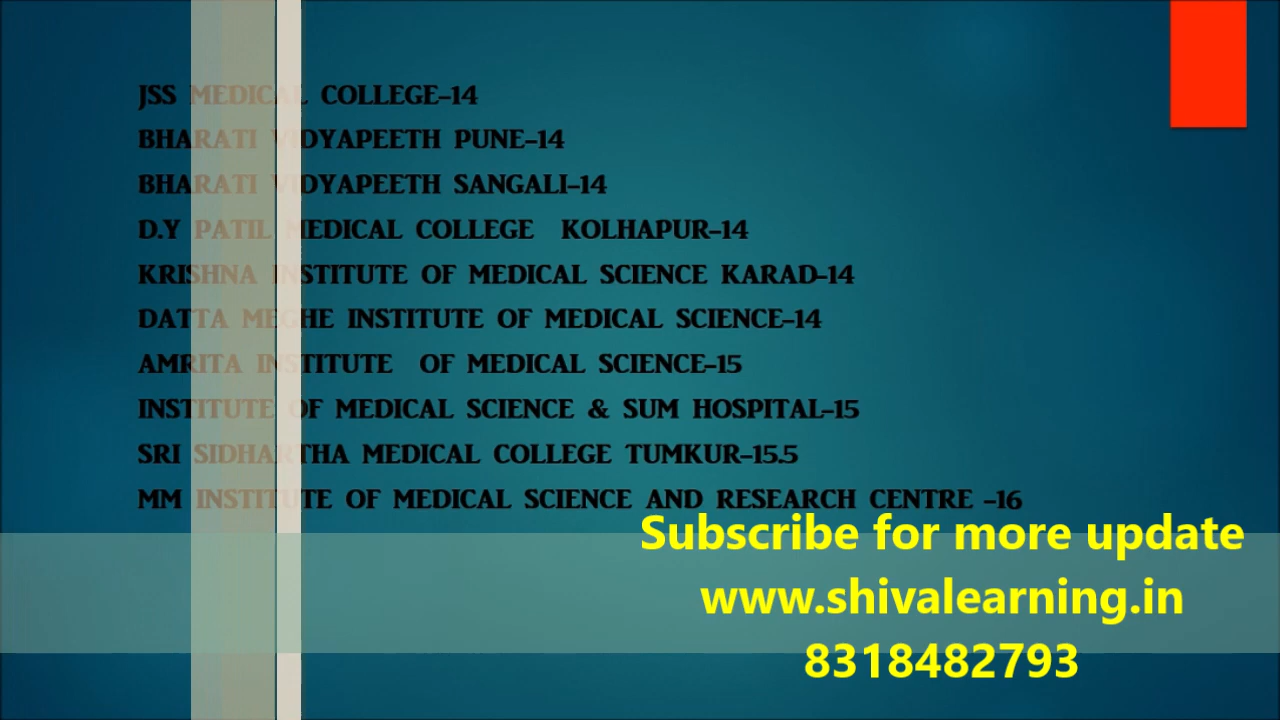 JSS MEDICAL COLLEGE-14
BHARATI VIDYAPEETH PUNE-14
BHARATI VIDYAPEETH SANGALI-14
D.Y PATIL MEDICAL COLLEGE KOLHAPUR-14
KRISHNA INSTITUTE OF MEDICAL SCIENCE KARAD-14
DATTA MEGHE INSTITUTE OF MEDICAL SCIENCE-14
AMRITA INSTITUTE OF MEDICAL SCIENCE-15
INSTITUTE OF MEDICAL SCIENCE & SUM HOSPITAL-15
SRI SIDHARTHA MEDICAL COLLEGE TUMKUR-15.5
MM INSTITUTE OF MEDICAL SCIENCE AND RESEARCH CENTRE -16
Subscribe for more update
www.shivalearning.in
8318482793